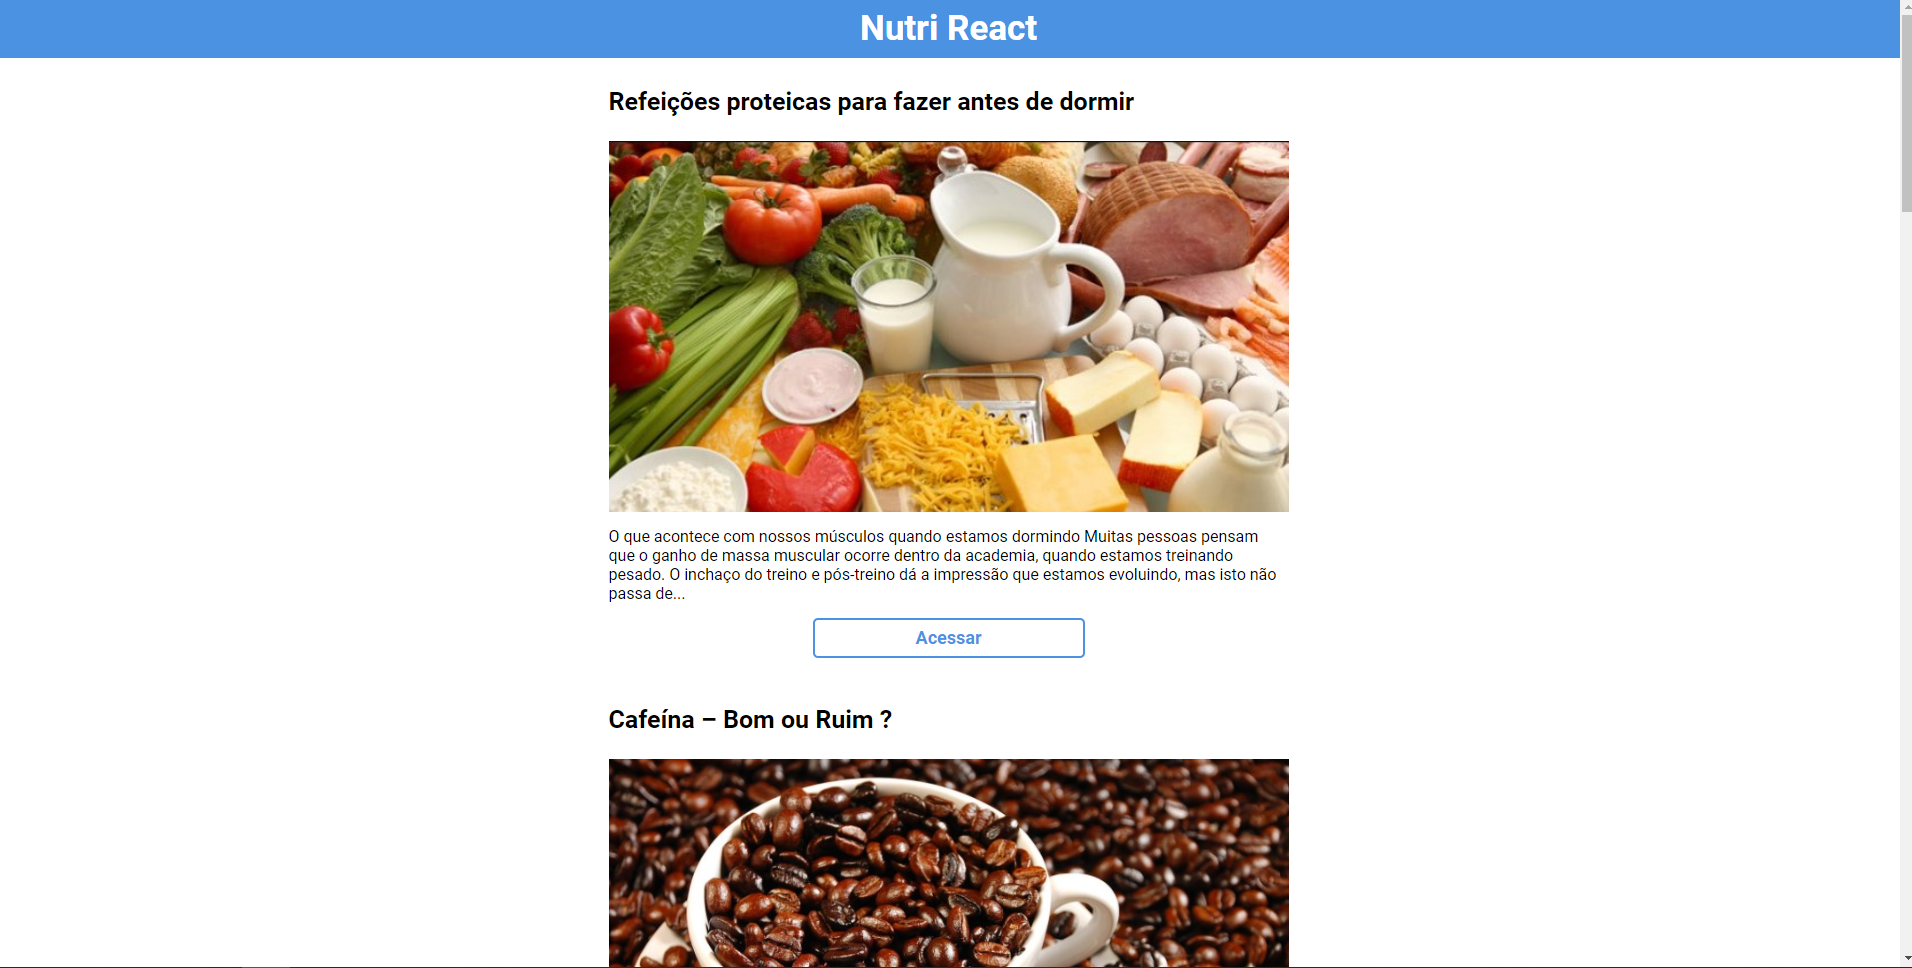 Nutri React
Refeições proteicas para fazer antes de dormir
O que acontece com nossos músculos quando estamos dormindo Muitas pessoas pensam
que o ganho de massa muscular ocorre dentro da academia, quando estamos treinando
pesado. O inchaço do treino e pós-treino dá a impressão que estamos evoluindo, mas isto não
passa de...
Acessar
Cafeína – Bom ou Ruim ?